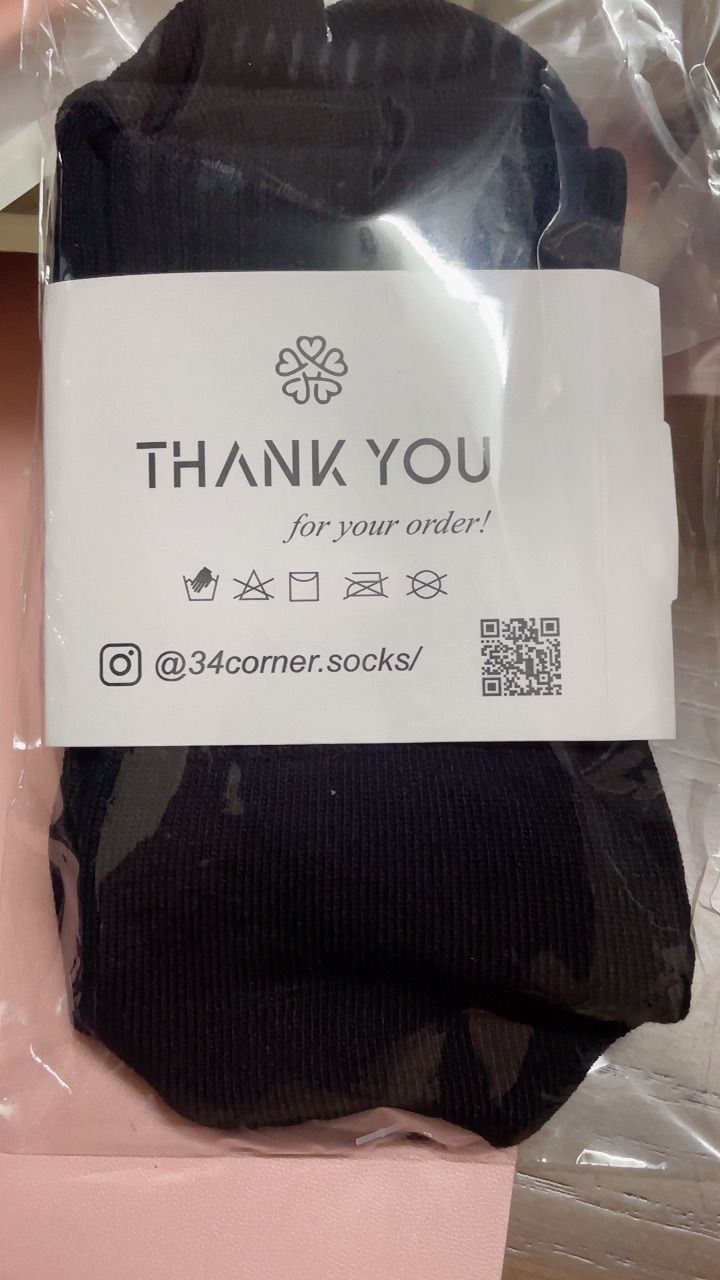 THANK YOU
for your order!
@34corner.socks/